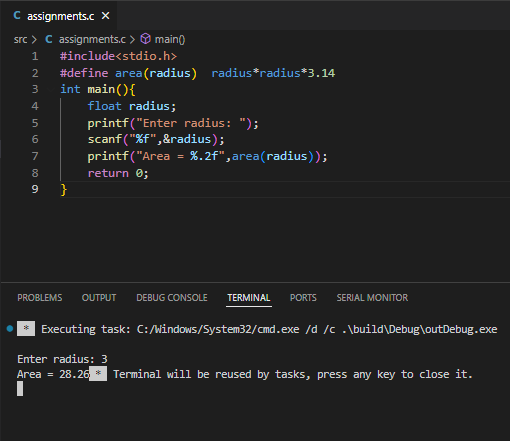 C assignments.c ×
src > C assignments.c > main()
1 #include<stdio.h>
2 #define area(radius)  radius*radius*3.14
3 int main(){
4     float radius;
5     printf("Enter radius: ");
6     scanf("%f",&radius);
7     printf("Area = %.2f",area(radius));
8     return 0;
9 }
PROBLEMS OUTPUT DEBUG CONSOLE TERMINAL PORTS SERIAL MONITOR
* Executing task: C:/Windows/System32/cmd.exe /d /c .\build\Debug\outDebug.exe
Enter radius: 3
Area = 28.26 * Terminal will be reused by tasks, press any key to close it.